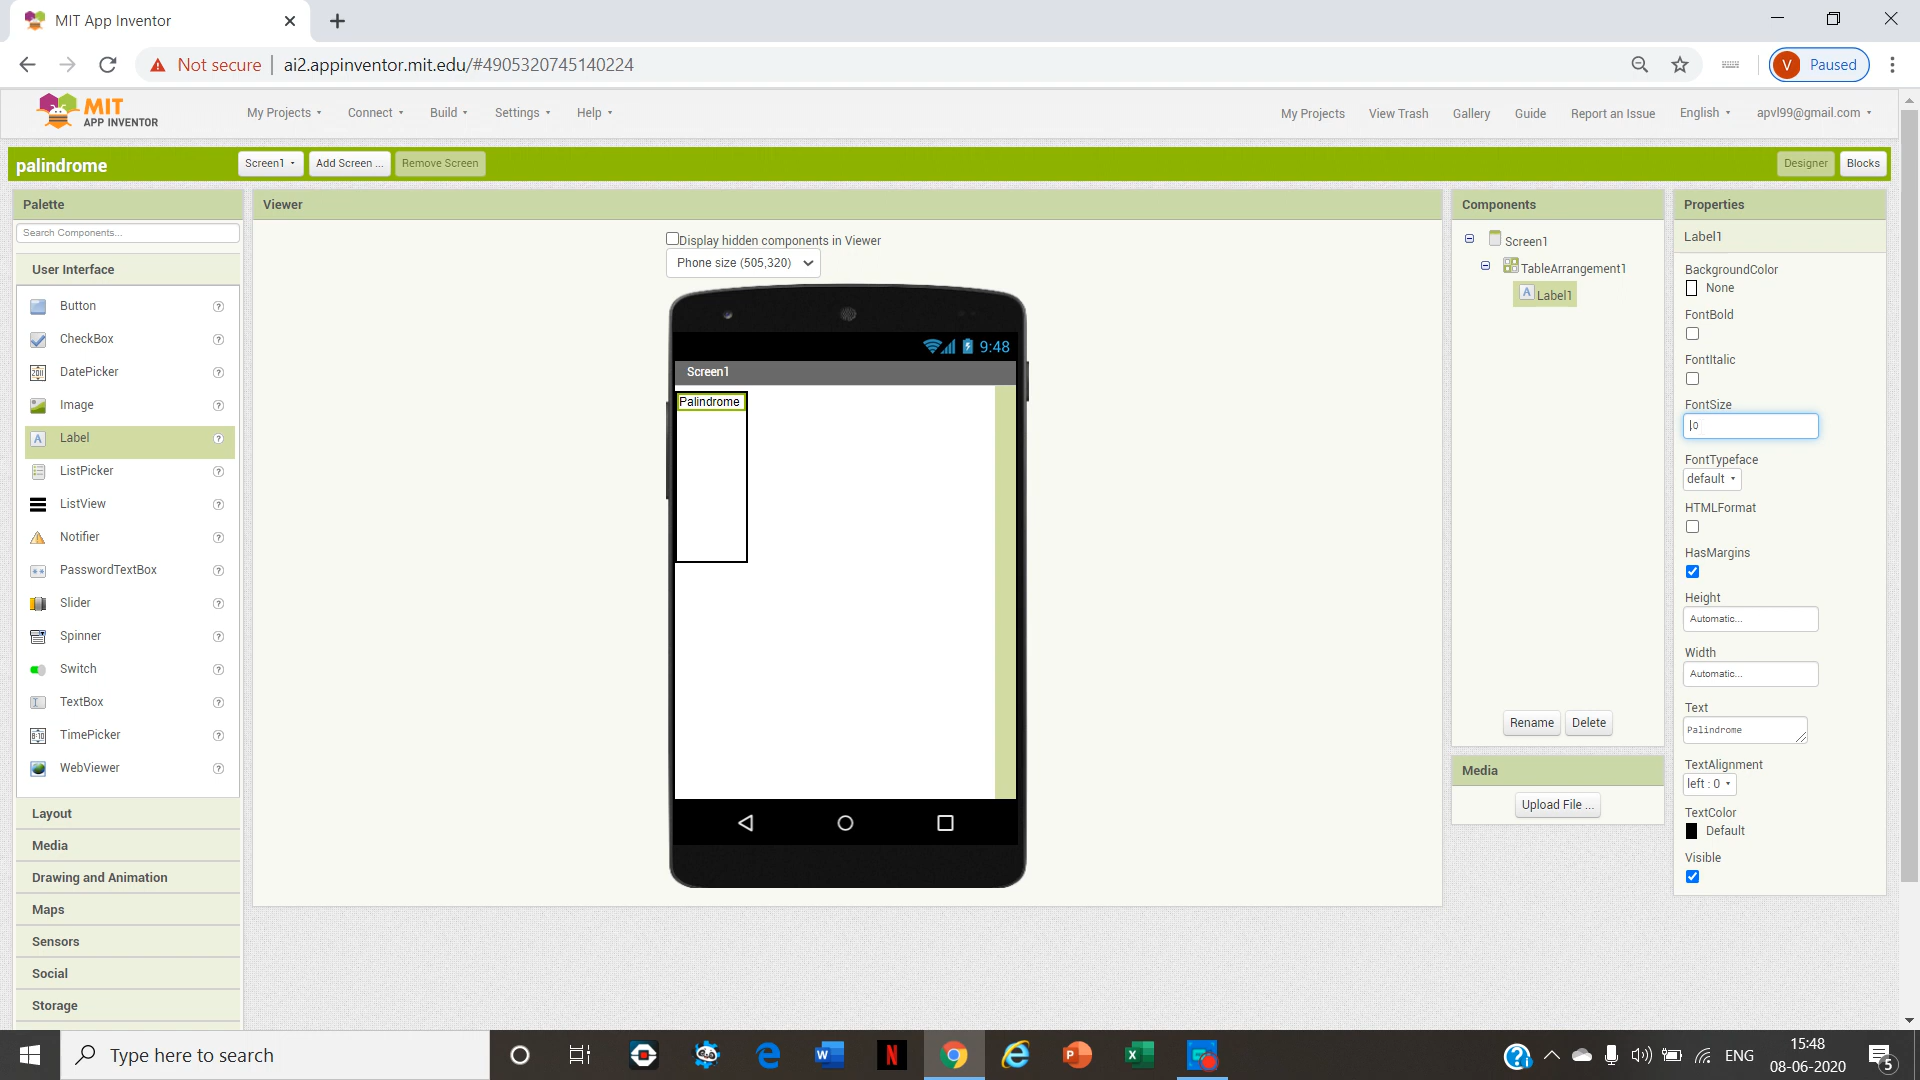 MIT App Inventor
Not secure
ai2.appinventor.mit.edu/#4905320745140224
V Paused
MIT
APP INVENTOR
My Projects Connect Build Settings Help
My Projects View Trash Gallery Guide Report an Issue English apvl99@gmail.com
palindrome
Screen1 Add Screen ... Remove Screen
Designer Blocks
Palette
Search Components...
User Interface
Button ?
CheckBox ?
DatePicker ?
Image ?
Label ?
ListPicker ?
ListView ?
Notifier ?
PasswordTextBox ?
Slider ?
Spinner ?
Switch ?
TextBox ?
TimePicker ?
WebViewer ?
Layout
Media
Drawing and Animation
Maps
Sensors
Social
Storage
Viewer
Display hidden components in Viewer
Phone size (505,320)
9:48
Screen1
Palindrome
Components
Screen1
TableArrangement1
A Label1
Rename Delete
Media
Upload File ...
Properties
Label1
BackgroundColor
None
FontBold
FontItalic
FontSize
.0
FontTypeface
default
HTMLFormat
HasMargins
Height
Automatic...
Width
Automatic...
Text
Palindrome
TextAlignment
left : 0
TextColor
Default
Visible
Type here to search
ENG
15:48
08-06-2020
5